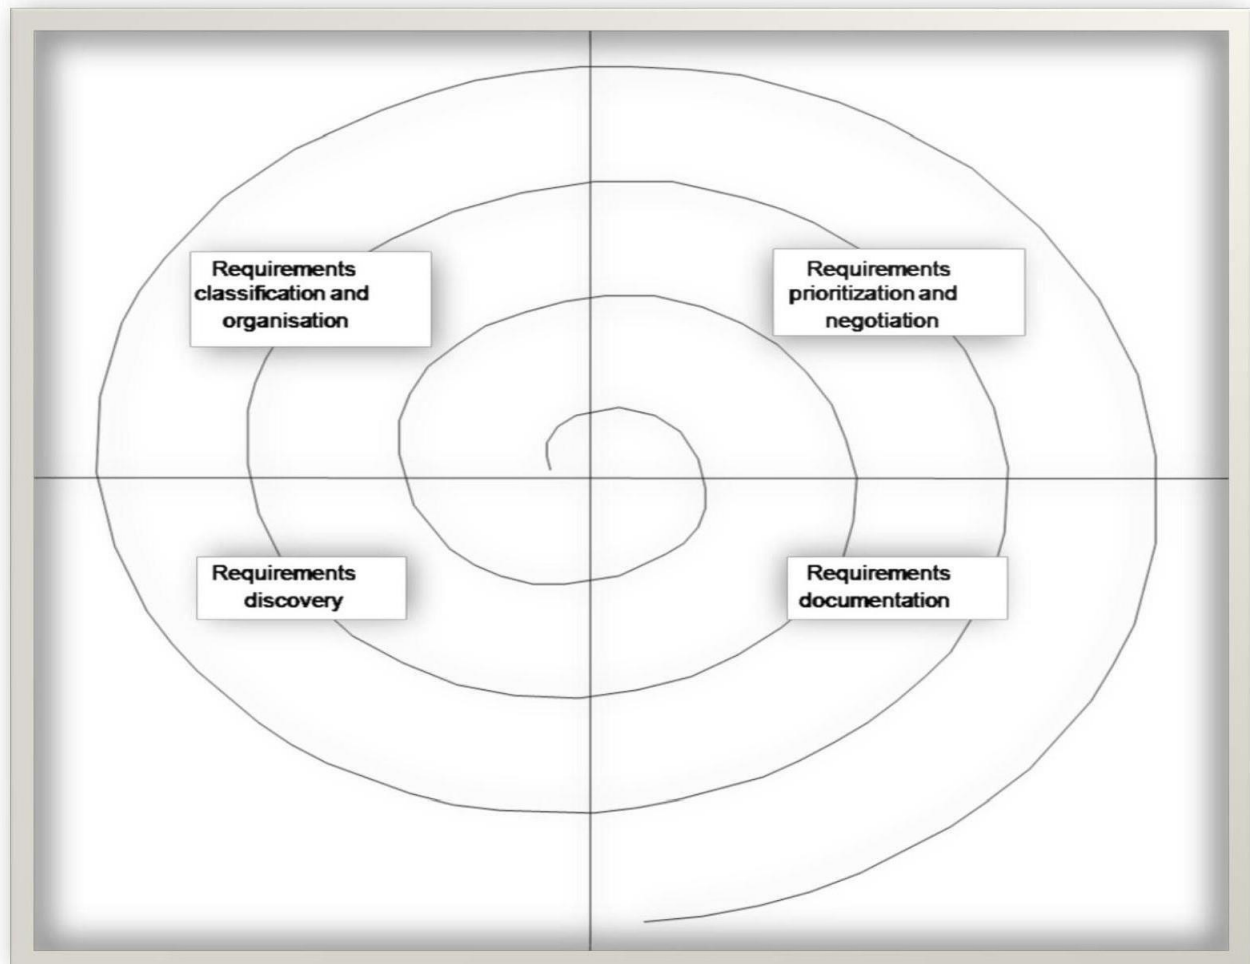 Requirements
classification and
organisation
Requirements
prioritization and
negotiation
Requirements
discovery
Requirements
documentation